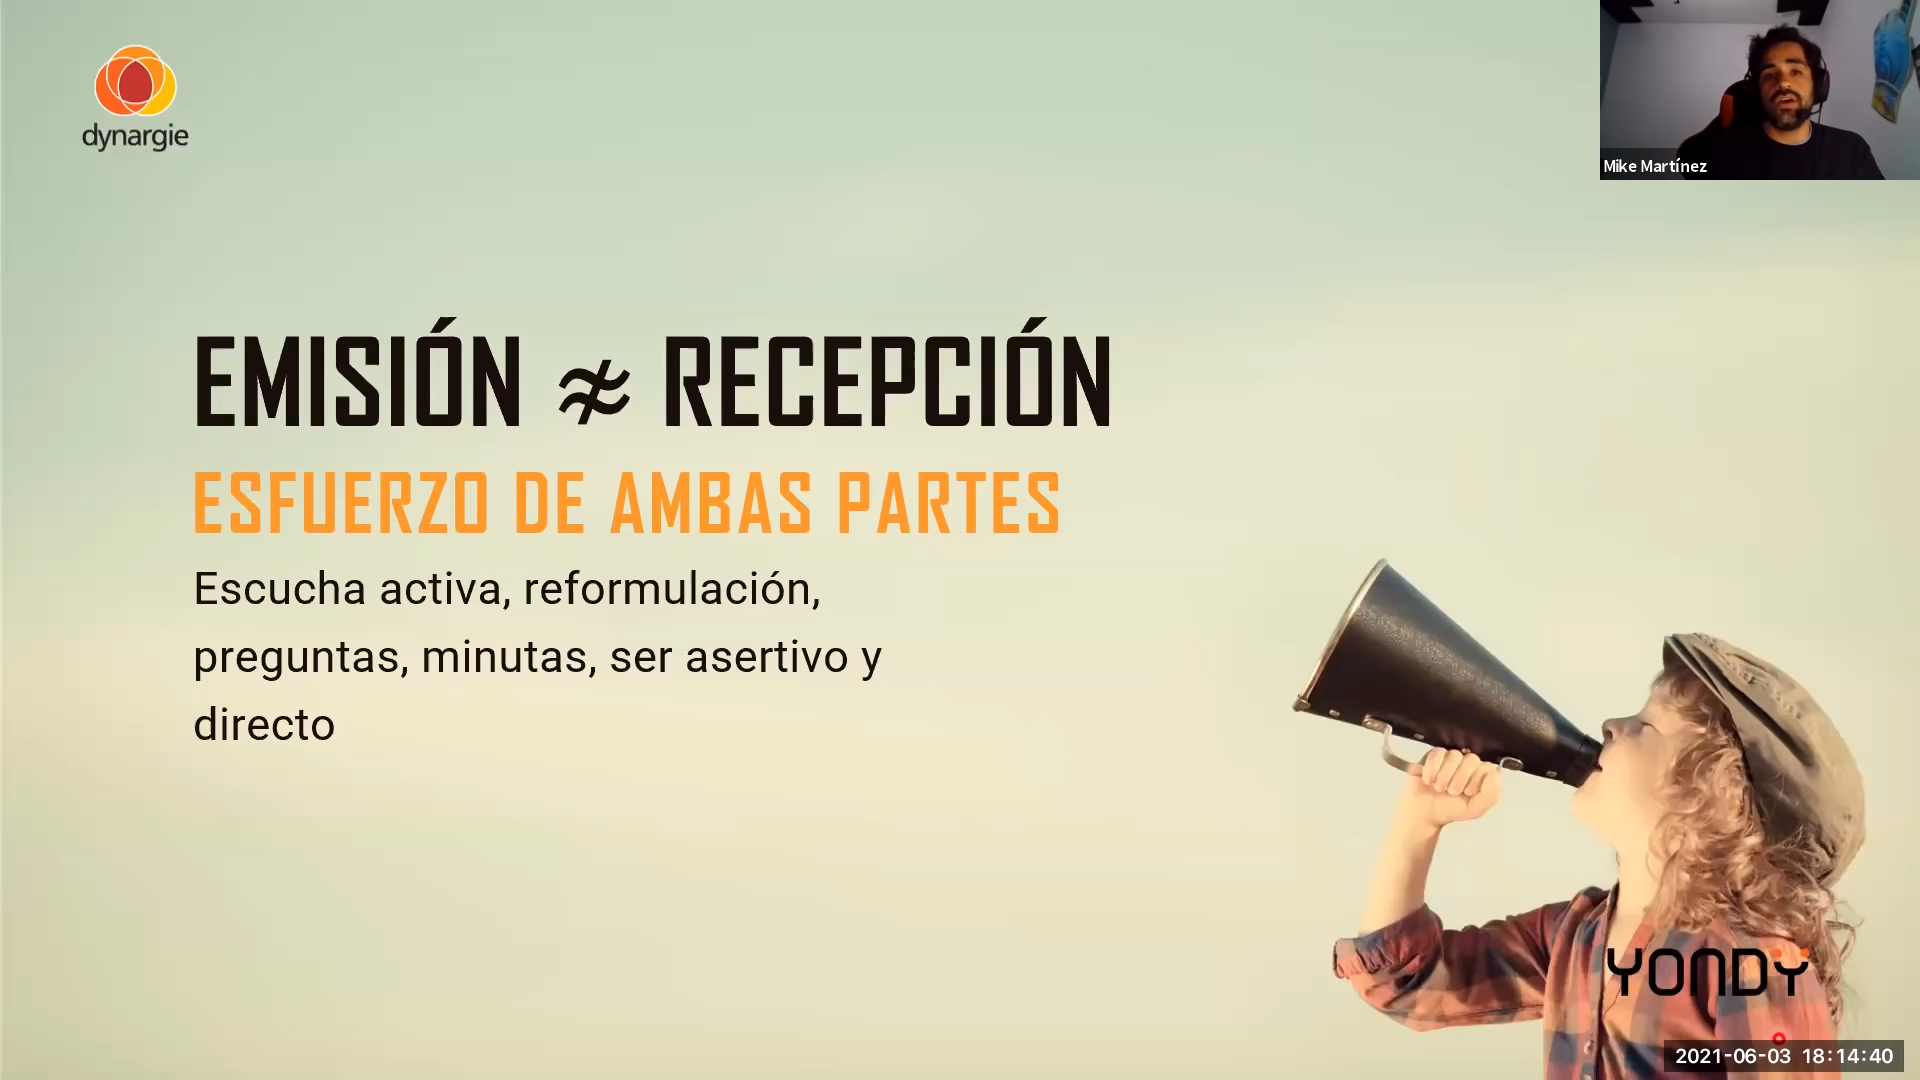 dynargie
Mike Martínez
EMISIÓN ≉ RECEPCIÓN
ESFUERZO DE AMBAS PARTES
Escucha activa, reformulación,
preguntas, minutas, ser asertivo y
directo
YONDY
2021-06-03 18:14:40